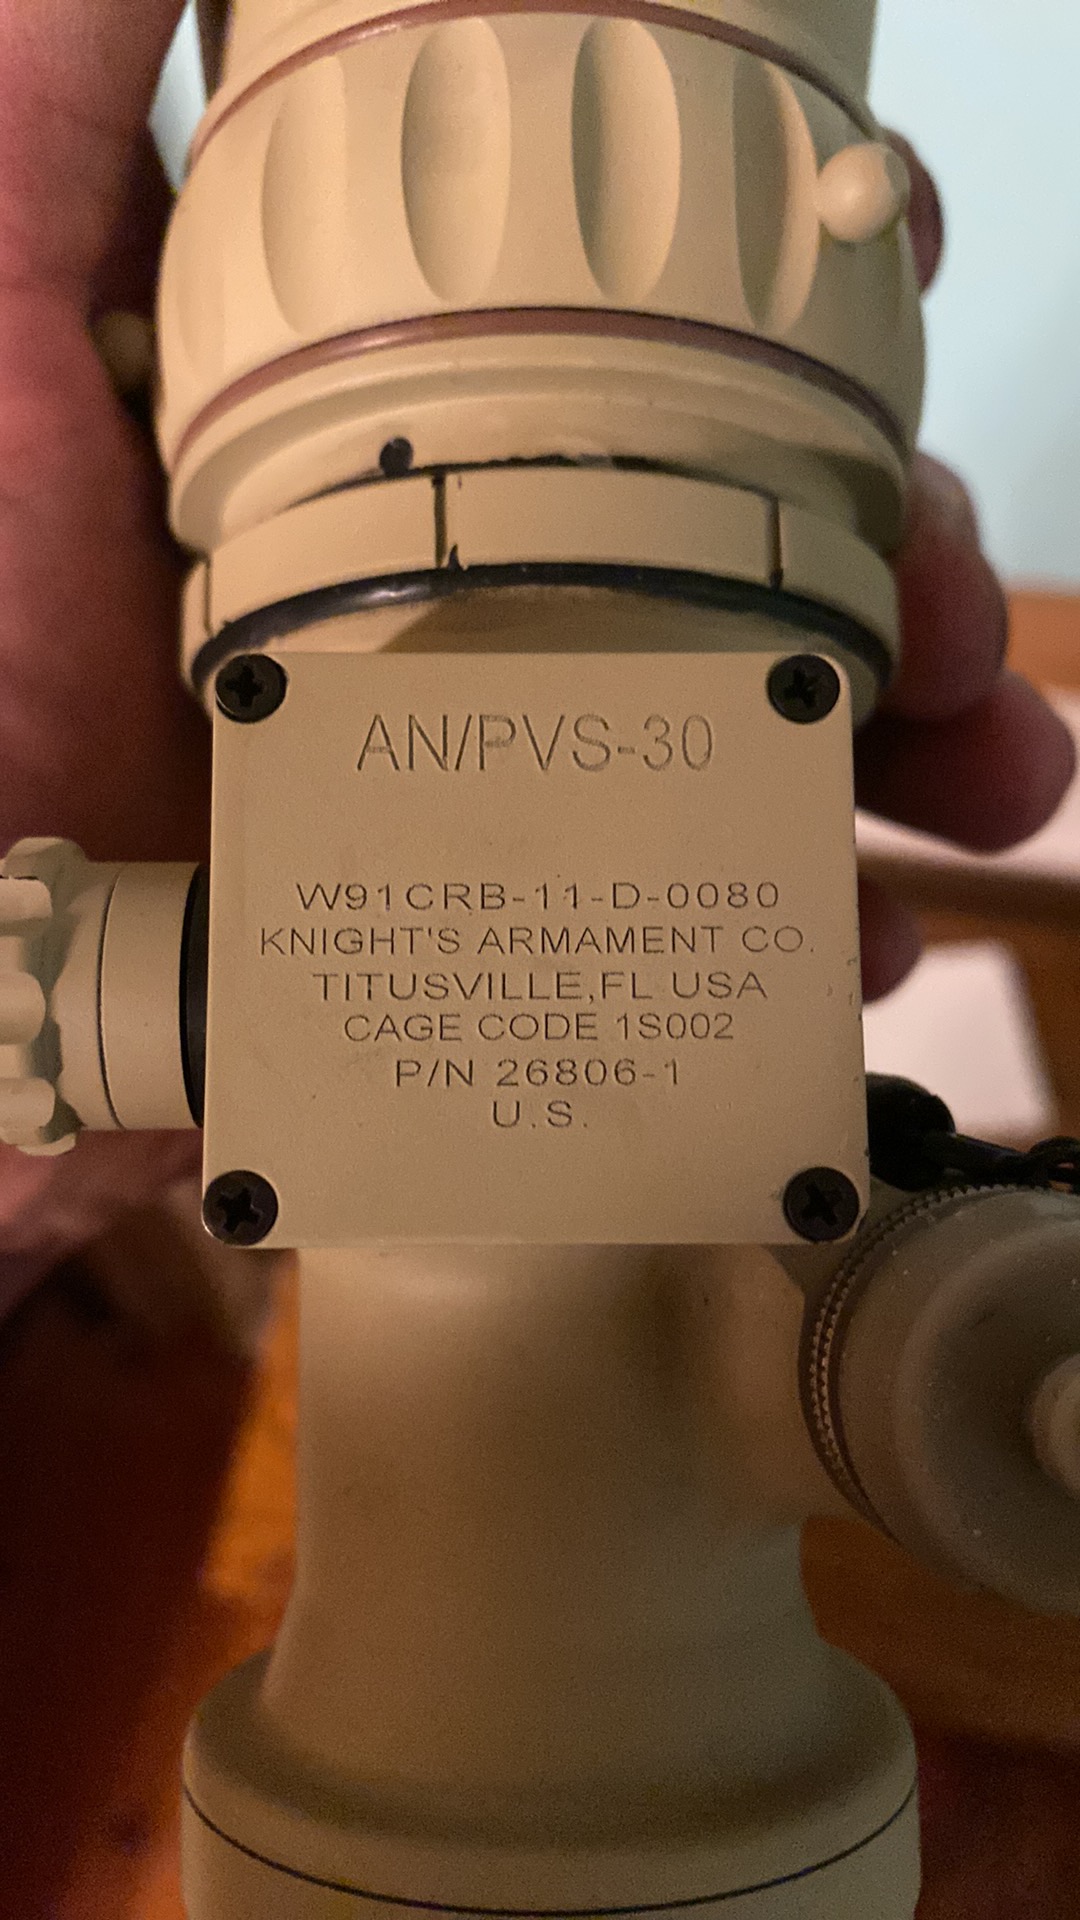 AN/PVS-30
W91CRB-11-D-0080
KNIGHT'S ARMAMENT CO.
TITUSVILLE,FL USA
CAGE CODE 1S002
P/N 26806-1
U.S.